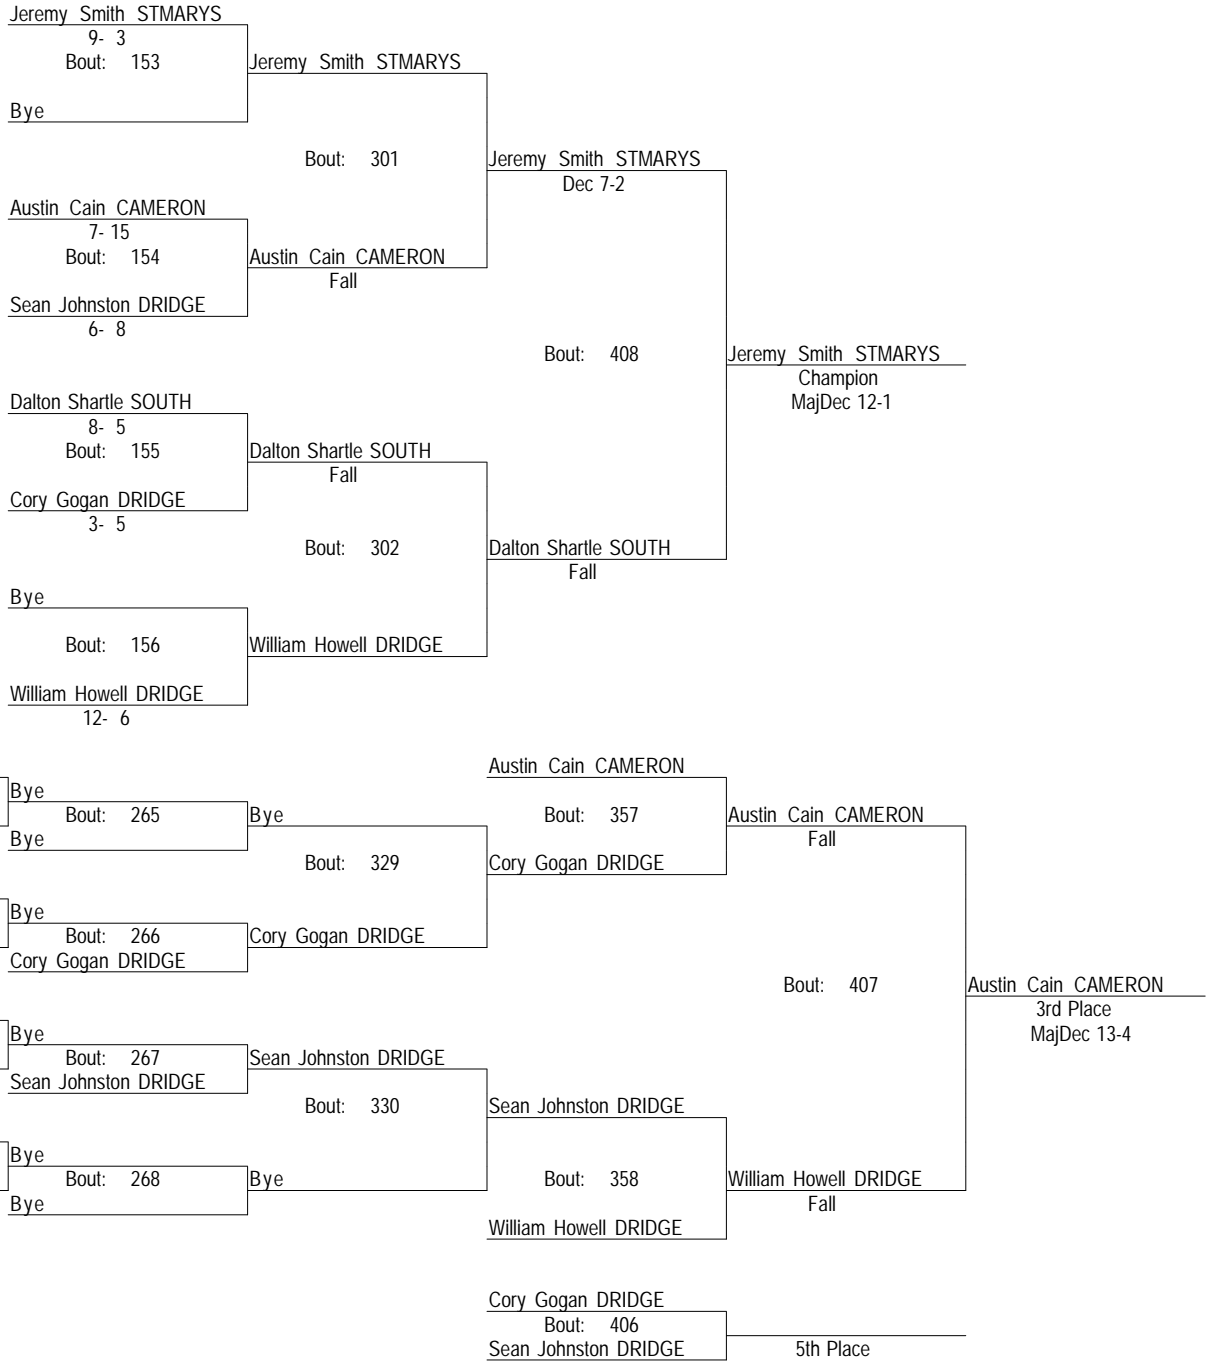 Jeremy Smith STMARYS
9- 3
Bout: 153
Jeremy Smith STMARYS
Bye
Bout: 301
Jeremy Smith STMARYS
Dec 7-2
Austin Cain CAMERON
7- 15
Bout: 154
Austin Cain CAMERON
Fall
Sean Johnston DRIDGE
6- 8
Bout: 408
Jeremy Smith STMARYS
Champion
MajDec 12-1
Dalton Shartle SOUTH
8- 5
Bout: 155
Dalton Shartle SOUTH
Fall
Cory Gogan DRIDGE
3- 5
Bout: 302
Dalton Shartle SOUTH
Fall
Bye
Bout: 156
William Howell DRIDGE
William Howell DRIDGE
12- 6
Austin Cain CAMERON
Bye
Bout: 265
Bye
Bout: 357
Austin Cain CAMERON
Fall
Bye
Bout: 329
Cory Gogan DRIDGE
Bye
Bout: 266
Cory Gogan DRIDGE
Cory Gogan DRIDGE
Bout: 407
Austin Cain CAMERON
3rd Place
MajDec 13-4
Bye
Bout: 267
Sean Johnston DRIDGE
Sean Johnston DRIDGE
Bout: 330
Sean Johnston DRIDGE
Bye
Bout: 268
Bye
Bout: 358
William Howell DRIDGE
Fall
Bye
William Howell DRIDGE
Cory Gogan DRIDGE
Bout: 406
Sean Johnston DRIDGE
5th Place